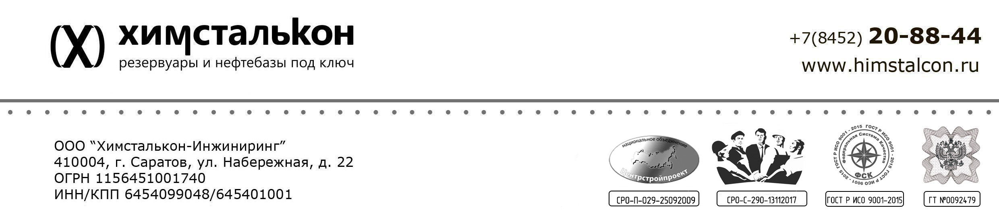 (Х) химсталькон
резервуары и нефтебазы под ключ
+7(8452) 20-88-44
www.himstalcon.ru
ООО “Химсталькон-Инжиниринг”
410004, г. Саратов, ул. Набережная, д. 22
ОГРН 1156451001740
ИНН/КПП 6454099048/645401001
национальное объединение
Центрстройпроект
СРО-П-029-25092009
СРО-С-290-13112017
ГОСТ Р ИСО 9001 - 2015 ГОСТ Р ИСО 9001 - 2015 ГОСТ Р ИСО 9001 - 2015
Федеральная Система Качества
ФСК
ГОСТ Р ИСО 9001-2015
ГТ №0092479